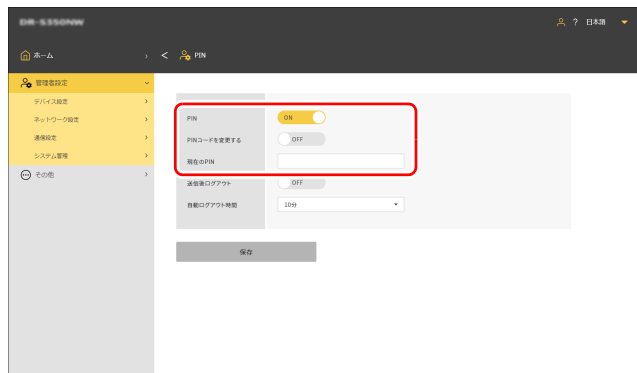 DR-S350NW
? 日本語
ホーム
PIN
管理者設定
デバイス設定
ネットワーク設定
通信設定
システム管理
その他
PIN ON
PINコードを変更する OFF
現在のPIN
送信後ログアウト OFF
自動ログアウト時間 10分
保存